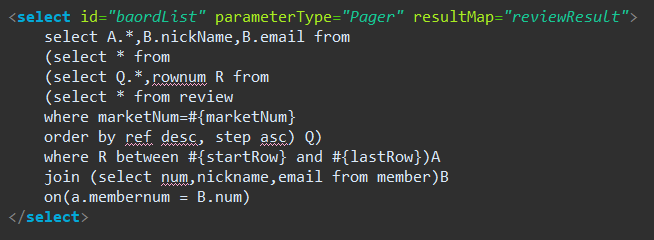 <select id="baordList" parameterType="Pager" resultMap="reviewResult">
select A.*,B.nickName,B.email from
(select * from
(select Q.*,rownum R from
(select * from review
where marketNum=#{marketNum}
order by ref desc, step asc) Q)
where R between #{startRow} and #{lastRow})A
join (select num,nickname,email from member)B
on(a.membernum = B.num)
</select>